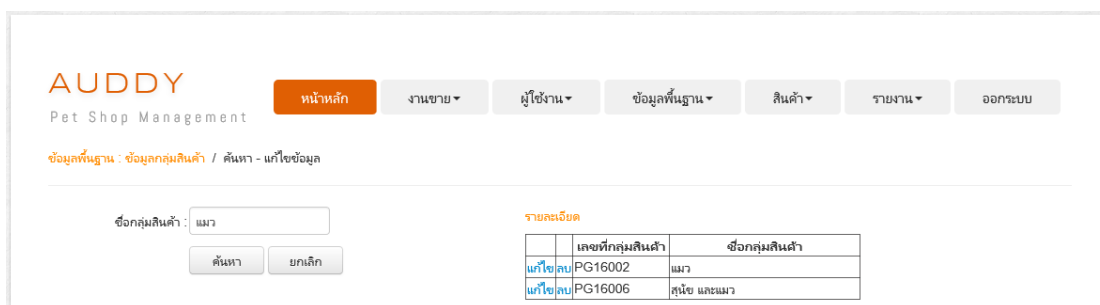 AUDDY
Pet Shop Management
หน้าหลัก งานขาย ผู้ใช้งาน ข้อมูลพื้นฐาน สินค้า รายงาน ออกระบบ
ข้อมูลพื้นฐาน : ข้อมูลกลุ่มสินค้า / ค้นหา - แก้ไขข้อมูล
ชื่อกลุ่มสินค้า : แมว
ค้นหา ยกเลิก
รายละเอียด
เลขที่กลุ่มสินค้า ชื่อกลุ่มสินค้า
แก้ไข ลบ PG16002 แมว
แก้ไข ลบ PG16006 สุนัข และแมว